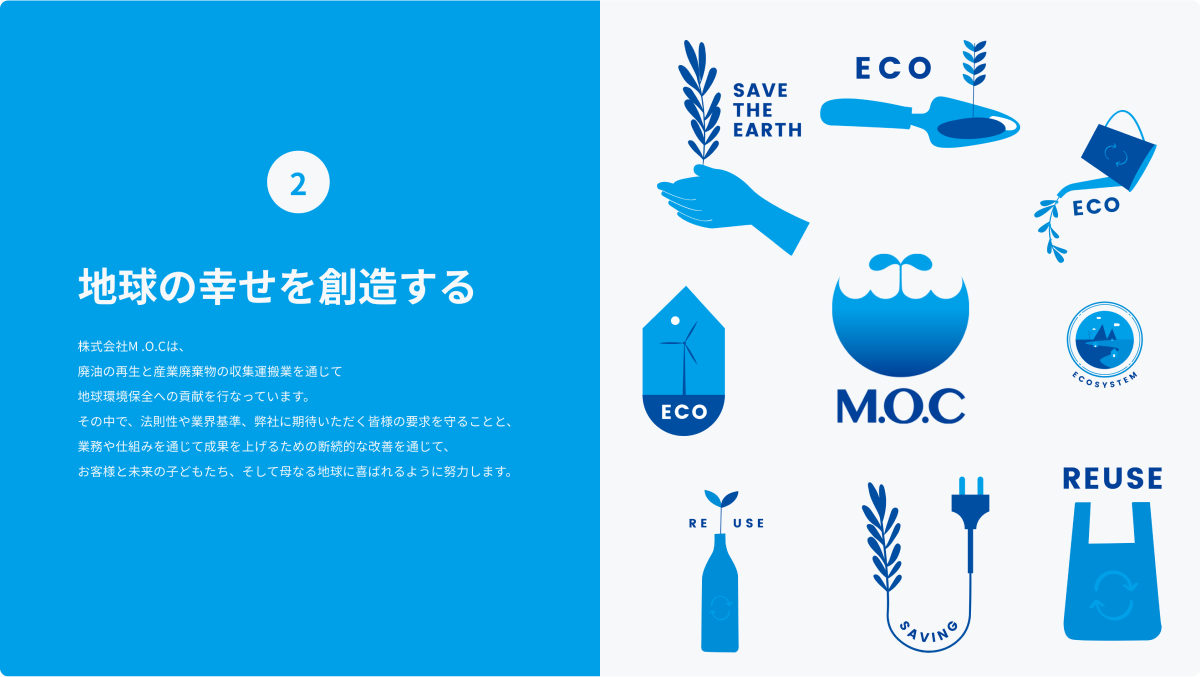 2
地球の幸せを創造する
株式会社M .O.Cは、
廃油の再生と産業廃棄物の収集運搬業を通じて
地球環境保全への貢献を行なっています。
その中で、法則性や業界基準、弊社に期待いただく皆様の要求を守ることと、
業務や仕組みを通じて成果を上げるための断続的な改善を通じて、
お客様と未来の子どもたち、そして母なる地球に喜ばれるように努力します。
SAVE
THE
EARTH
ECO
ECO
ECO
M.O.C
ECOSYSTEM
RE USE
SAVING
REUSE